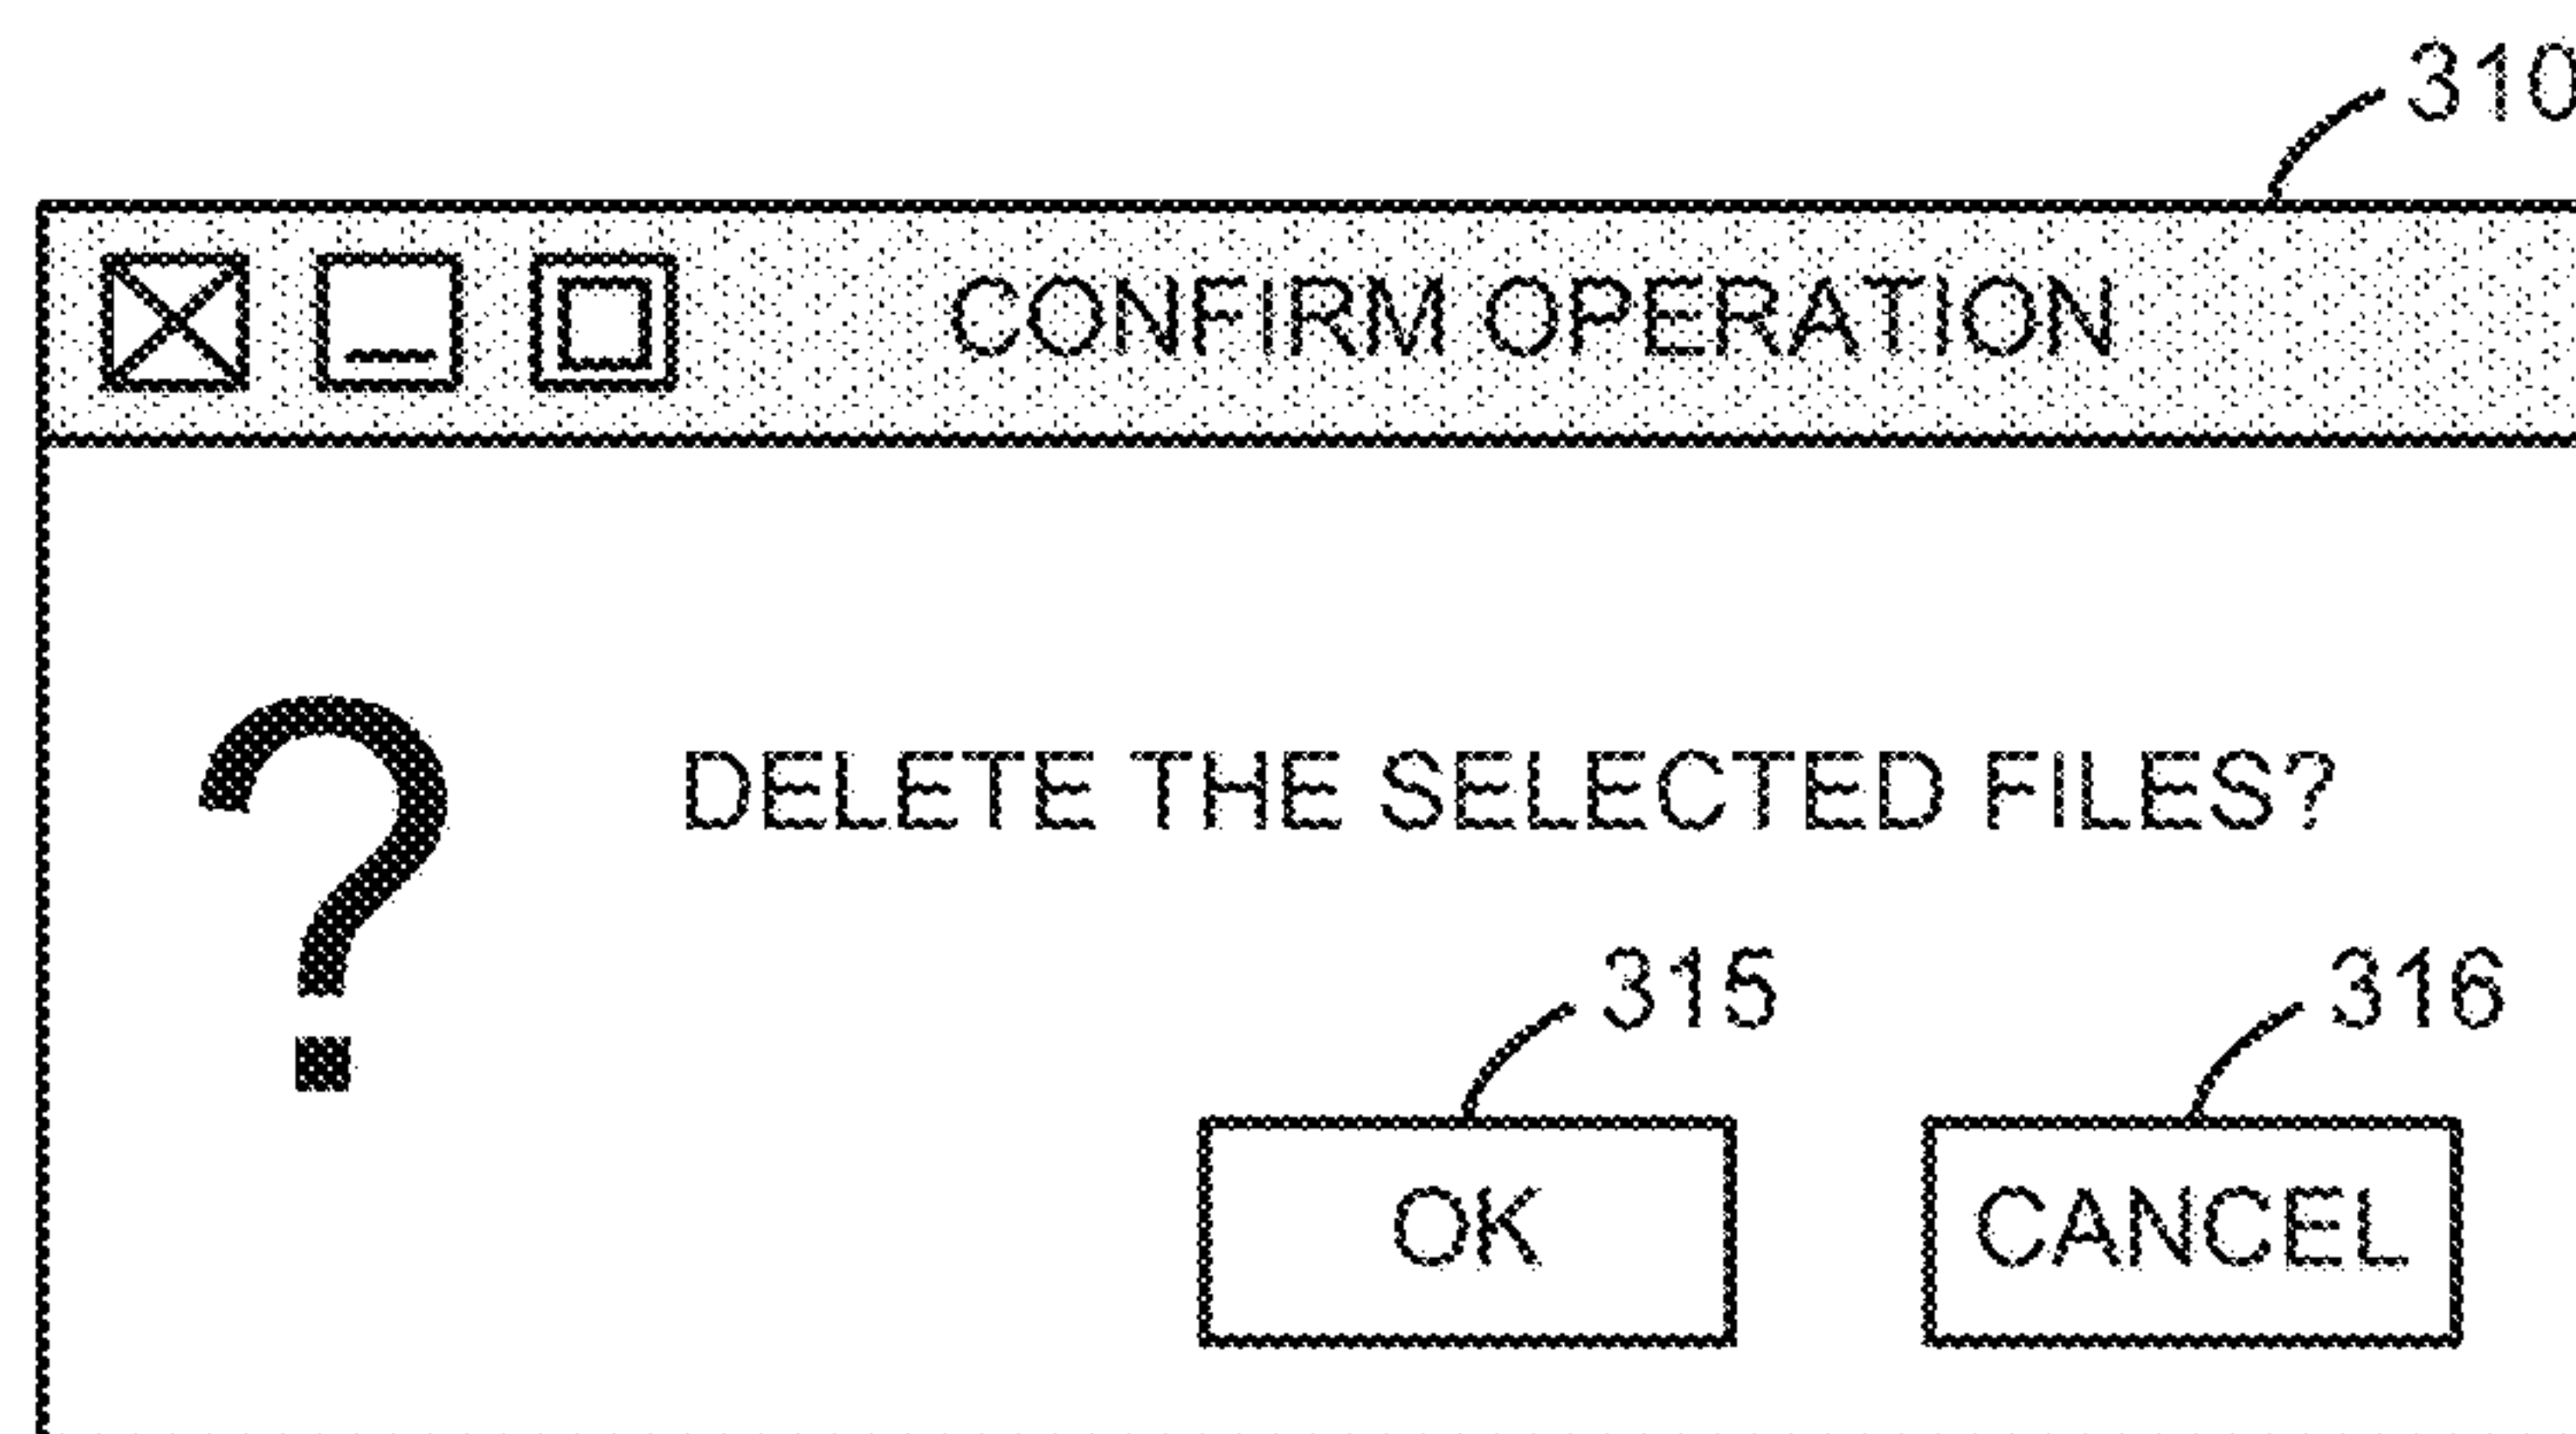 310
CONFIRM OPERATION
DELETE THE SELECTED FILES?
315 316
OK CANCEL